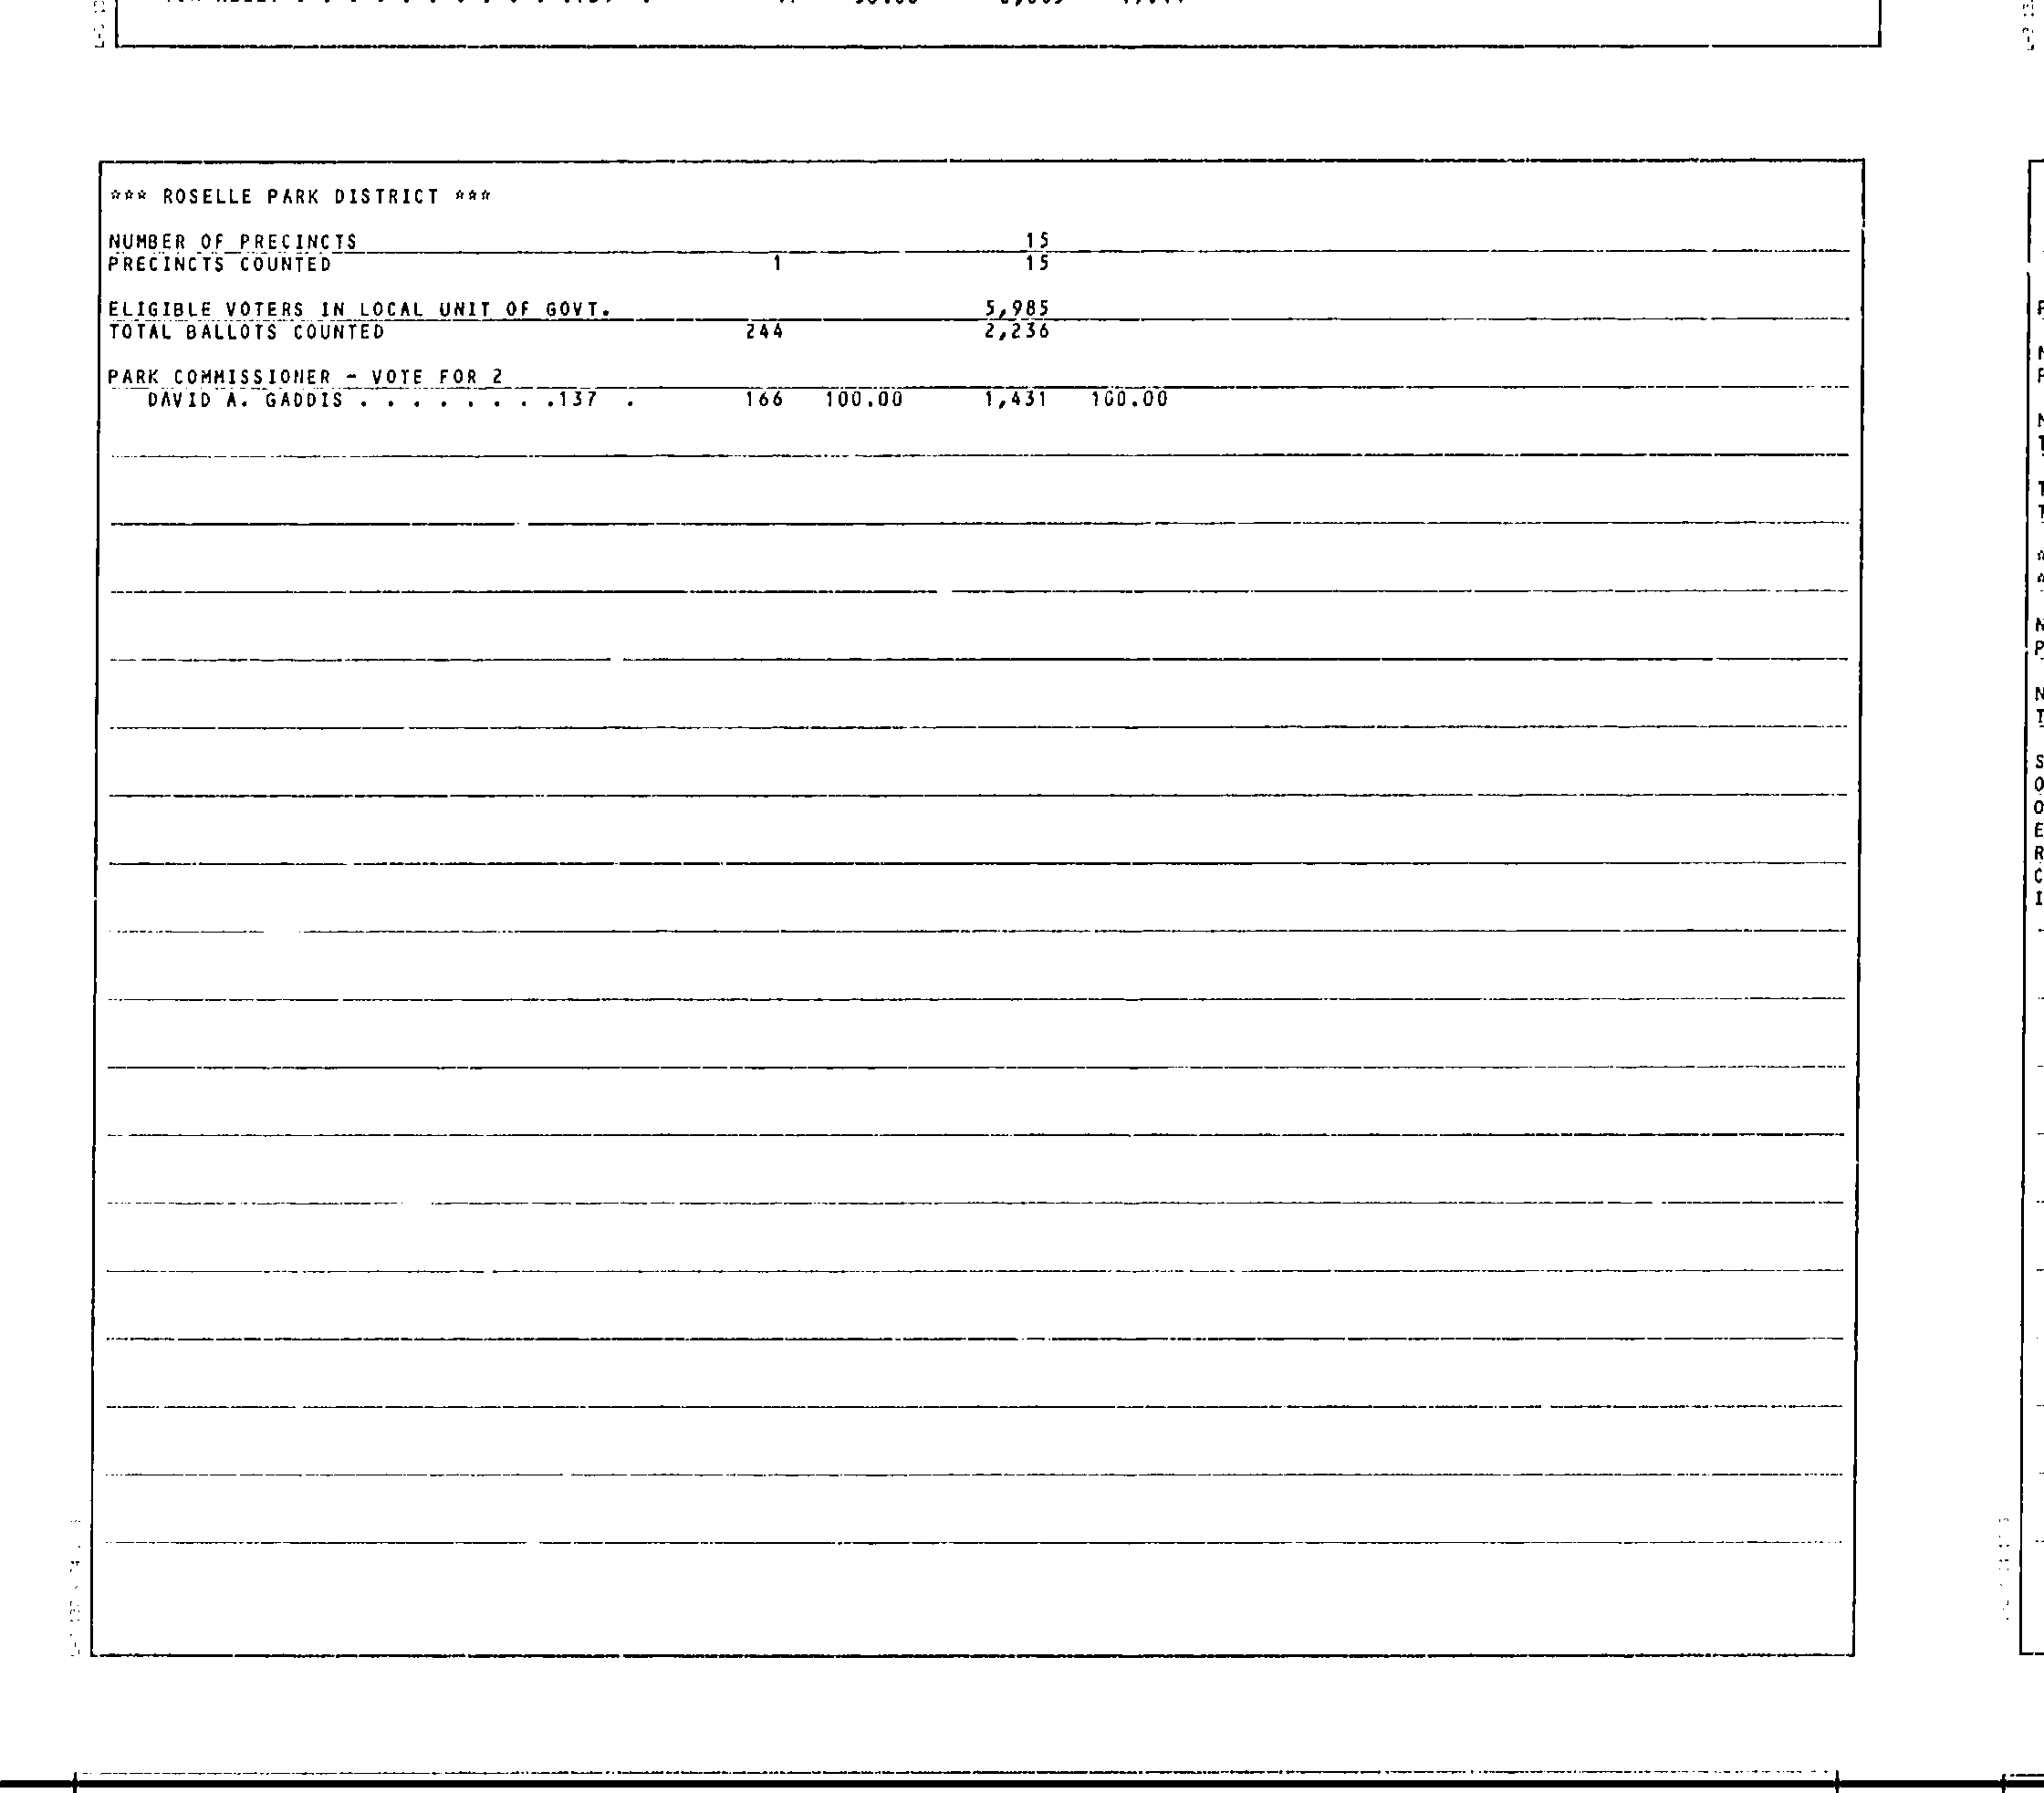 *** ROSELLE PARK DISTRICT ***
NUMBER OF PRECINCTS 15
PRECINCTS COUNTED 1 15
ELIGIBLE VOTERS IN LOCAL UNIT OF GOVT. 5,985
TOTAL BALLOTS COUNTED 244 2,236
PARK COMMISSIONER - VOTE FOR 2
DAVID A. GADDIS . . . . . . . .137 . 166 100.00 1,431 100.00